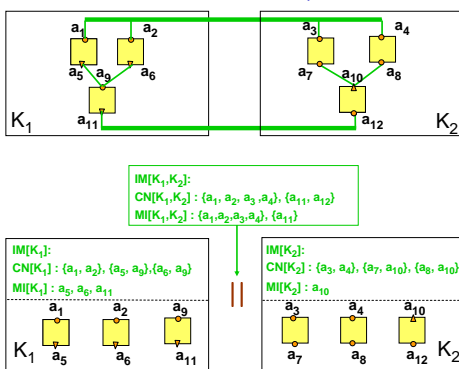 a1 a2 a3 a4
a5 a9 a6 a7 a10 a8
K1 a11 a12 K2
IM[K1,K2]:
CN[K1,K2] : {a1, a2, a3 ,a4}, {a11, a12}
MI[K1,K2] : {a1,a2,a3,a4}, {a11}
IM[K1]:
CN[K1] : {a1, a2}, {a5, a9},{a6, a9}
MI[K1] : a5, a6, a11
IM[K2]:
CN[K2] : {a3, a4}, {a7, a10}, {a8, a10}
MI[K2] : a10
a1 a2 a9 a3 a4 a10
K1 a5 a6 a11 a7 a8 a12 K2